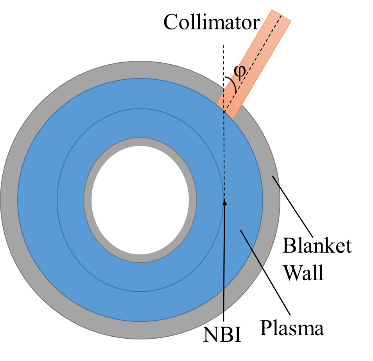 Collimator
φ
Blanket
Wall
NBI
Plasma